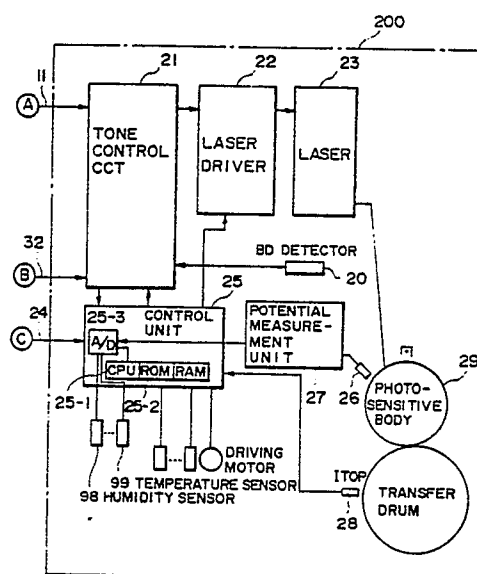 200
21
22
23
A
11
TONE
CONTROL
CCT
LASER
DRIVER
LASER
B
32
BD DETECTOR
20
C
24
25
25-3
CONTROL
UNIT
A/D
CPU ROM RAM
25-1
25-2
POTENTIAL
MEASURE-
MENT
UNIT
27
26
PHOTO-
SENSITIVE
BODY
29
DRIVING
MOTOR
99 TEMPERATURE SENSOR
98 HUMIDITY SENSOR
ITOP
28
TRANSFER
DRUM